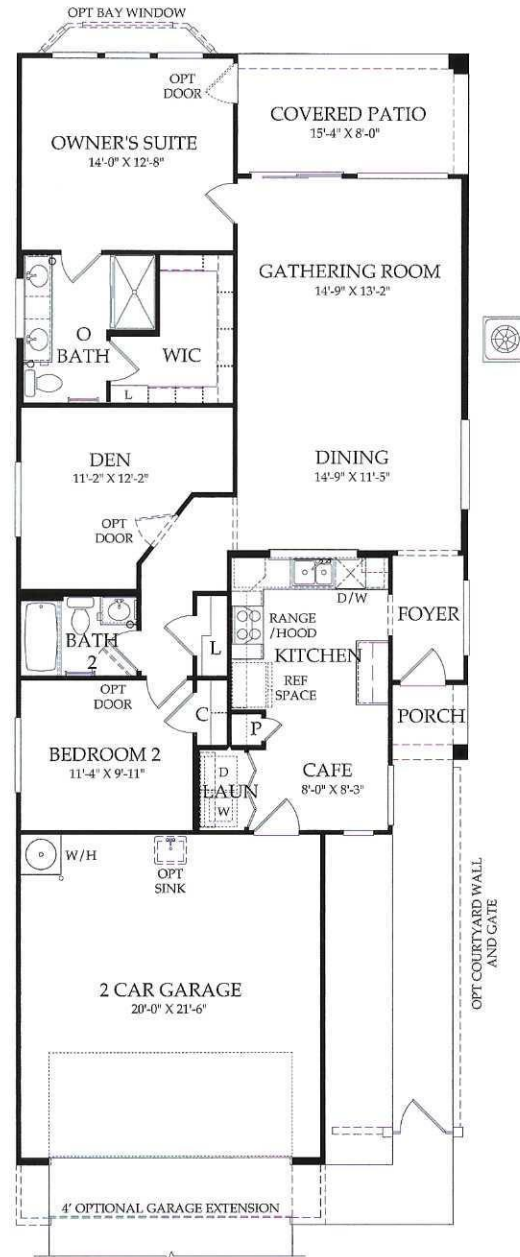 OPT BAY WINDOW
OPT
DOOR
COVERED PATIO
15'-4" X 8'-0"
OWNER'S SUITE
14'-0" X 12'-8"
GATHERING ROOM
14'-9" X 13'-2"
O
BATH
WIC
L
DEN
11'-2" X 12'-2"
DINING
14'-9" X 11'-5"
OPT
DOOR
D/W
FOYER
RANGE
/HOOD
BATH
2
L
KITCHEN
REF
SPACE
OPT
DOOR
C
P
PORCH
BEDROOM 2
11'-4" X 9'-11"
D
LAUN
W
CAFE
8'-0" X 8'-3"
W/H
OPT
SINK
OPT COURTYARD WALL
AND GATE
2 CAR GARAGE
20'-0" X 21'-6"
4' OPTIONAL GARAGE EXTENSION